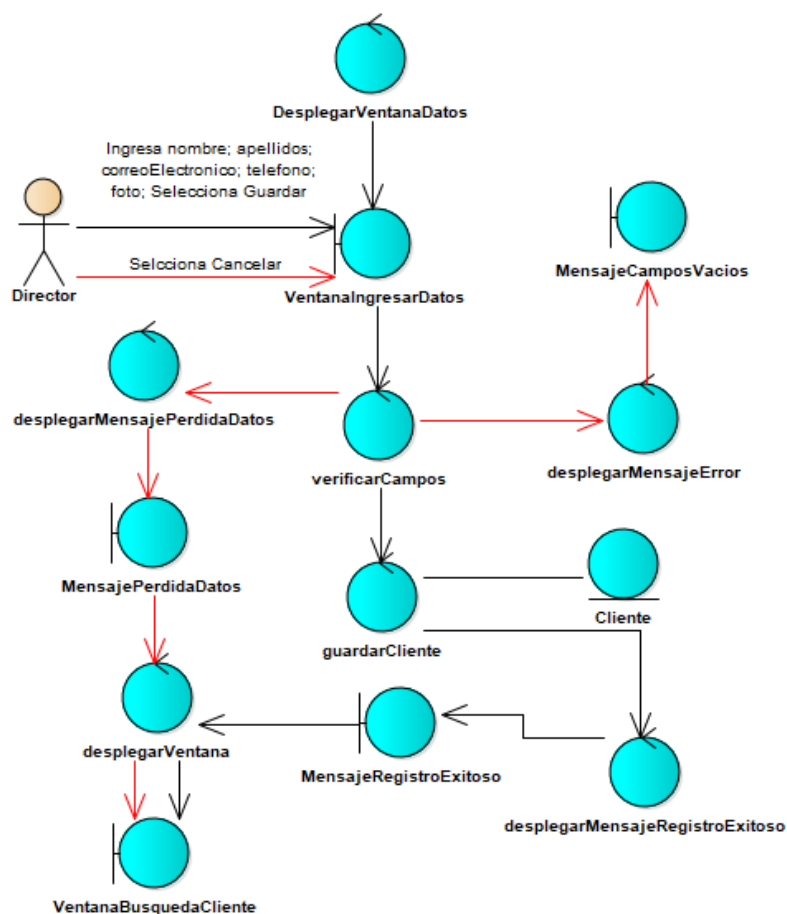 DesplegarVentanaDatos
Ingresa nombre; apellidos;
correoElectronico; telefono;
foto; Selecciona Guardar
Selcciona Cancelar
Director
VentanaIngresarDatos
MensajeCamposVacios
desplegarMensajePerdidaDatos
verificarCampos
desplegarMensajeError
MensajePerdidaDatos
guardarCliente
Cliente
desplegarVentana
MensajeRegistroExitoso
desplegarMensajeRegistroExitoso
VentanaBusquedaCliente